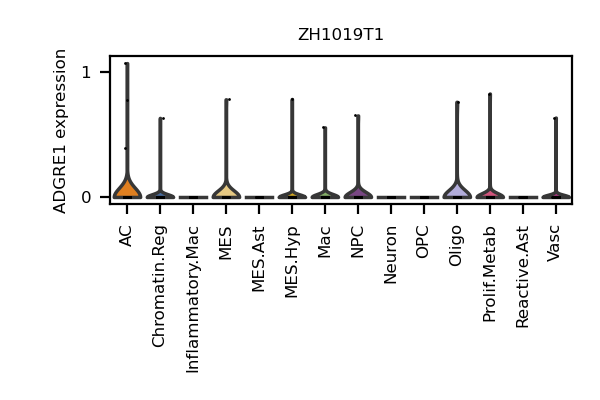 ZH1019T1
ADGRE1 expression
1
0
AC
Chromatin.Reg
Inflammatory.Mac
MES
MES.Ast
MES.Hyp
Mac
NPC
Neuron
OPC
Oligo
Prolif.Metab
Reactive.Ast
Vasc